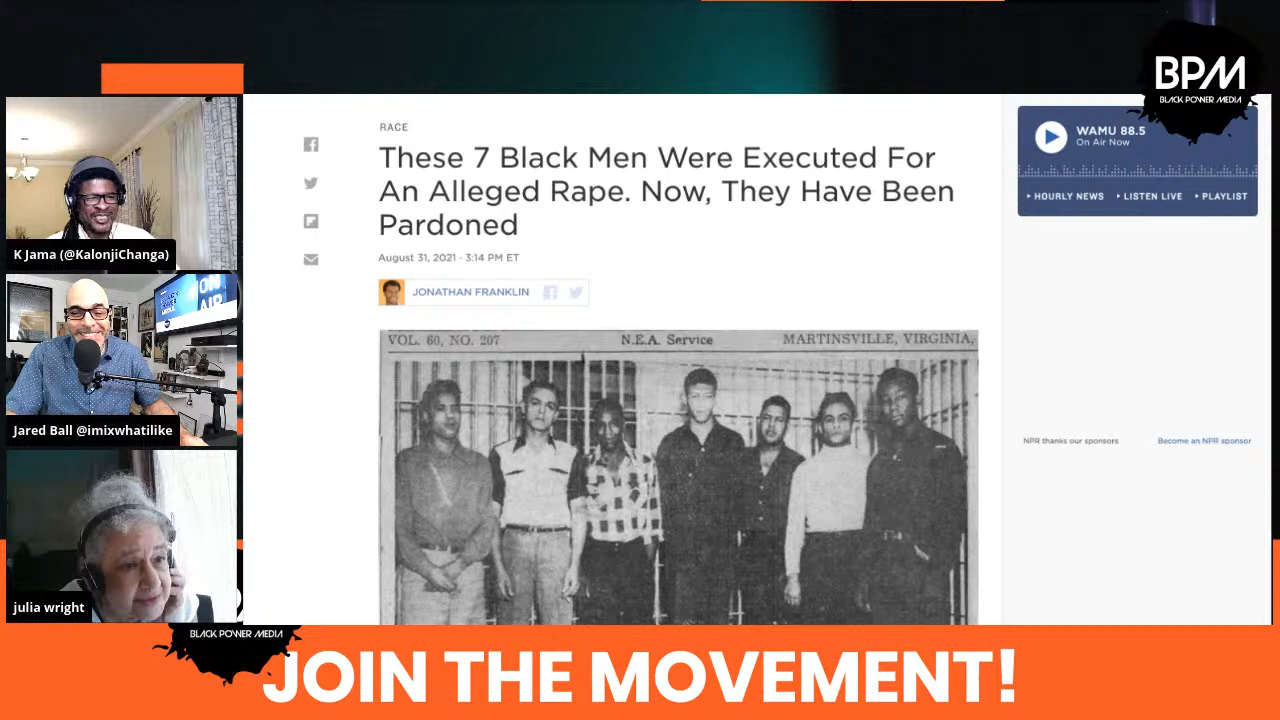 BPM
BLACK POWER MEDIA
K Jama (@KalonjiChanga)
ON
AIR
Jared Ball @imixwhatilike
julia wright
RACE
These 7 Black Men Were Executed For
An Alleged Rape. Now, They Have Been
Pardoned
August 31, 2021 · 3:14 PM ET
JONATHAN FRANKLIN
VOL. 60, NO. 207 N.E.A. Service MARTINSVILLE, VIRGINIA,
WAMU 88.5
On Air Now
HOURLY NEWS LISTEN LIVE PLAYLIST
NPR thanks our sponsors Become an NPR sponsor
BLACK POWER MEDIA
JOIN THE MOVEMENT!